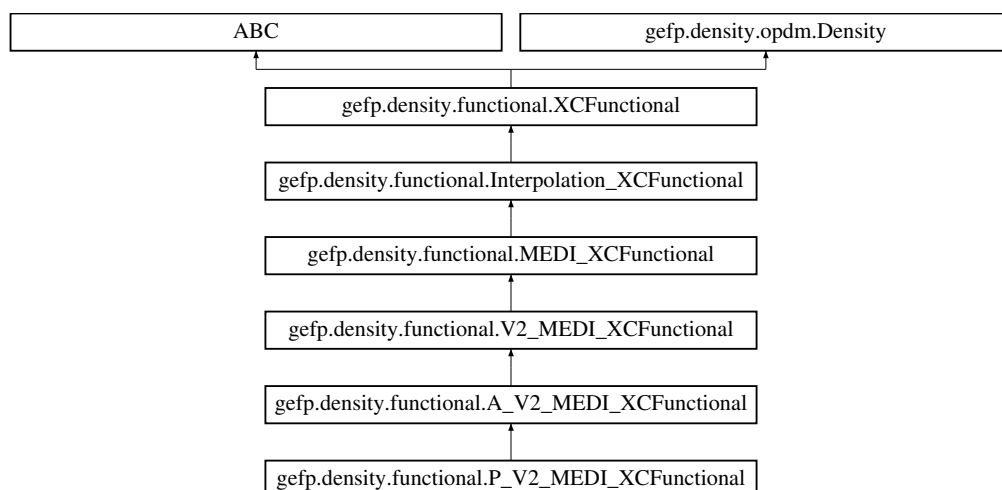 ABC
gefp.density.opdm.Density
gefp.density.functional.XCFunctional
gefp.density.functional.Interpolation_XCFunctional
gefp.density.functional.MEDI_XCFunctional
gefp.density.functional.V2_MEDI_XCFunctional
gefp.density.functional.A_V2_MEDI_XCFunctional
gefp.density.functional.P_V2_MEDI_XCFunctional